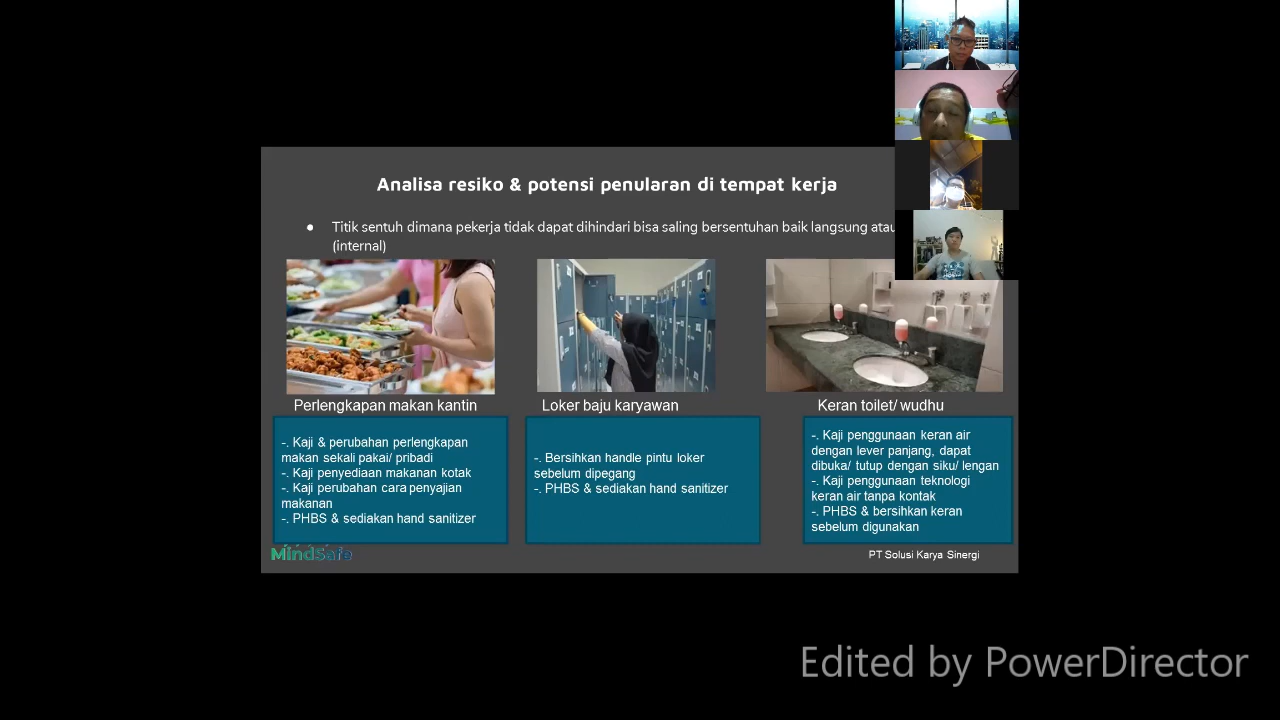 Analisa resiko & potensi penularan di tempat kerja
● Titik sentuh dimana pekerja tidak dapat dihindari bisa saling bersentuhan baik langsung atau
(internal)
Perlengkapan makan kantin
-. Kaji & perubahan perlengkapan
makan sekali pakai/ pribadi
-. Kaji penyediaan makanan kotak
-. Kaji perubahan cara penyajian
makanan
-. PHBS & sediakan hand sanitizer
Loker baju karyawan
-. Bersihkan handle pintu loker
sebelum dipegang
-. PHBS & sediakan hand sanitizer
Keran toilet/ wudhu
-. Kaji penggunaan keran air
dengan lever panjang, dapat
dibuka/ tutup dengan siku/ lengan
-. Kaji penggunaan teknologi
keran air tanpa kontak
-. PHBS & bersihkan keran
sebelum digunakan
MindSafe
PT Solusi Karya Sinergi
Edited by PowerDirector